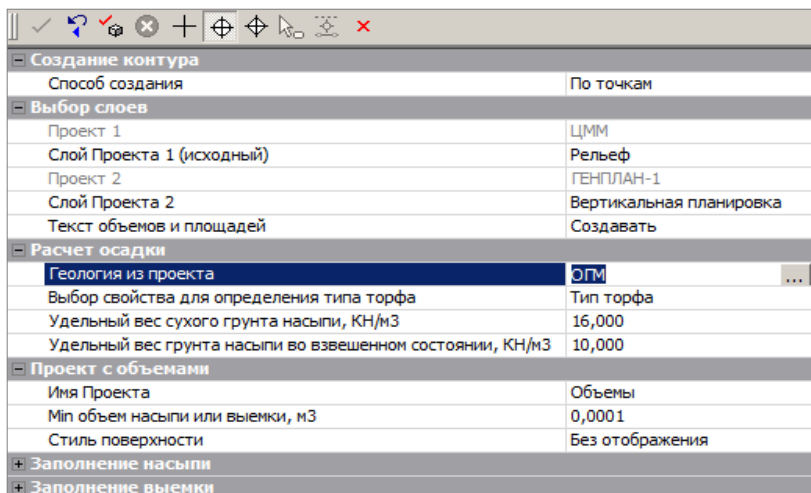 Создание контура
Способ создания По точкам
Выбор слоев
Проект 1 ЦММ
Слой Проекта 1 (исходный) Рельеф
Проект 2 ГЕНПЛАН-1
Слой Проекта 2 Вертикальная планировка
Текст объемов и площадей Создавать
Расчет осадки
Геология из проекта ОГМ ...
Выбор свойства для определения типа торфа Тип торфа
Удельный вес сухого грунта насыпи, КН/м3 16,000
Удельный вес грунта насыпи во взвешенном состоянии, КН/м3 10,000
Проект с объемами
Имя Проекта Объемы
Min объем насыпи или выемки, м3 0,0001
Стиль поверхности Без отображения
Заполнение насыпи
Заполнение выемки